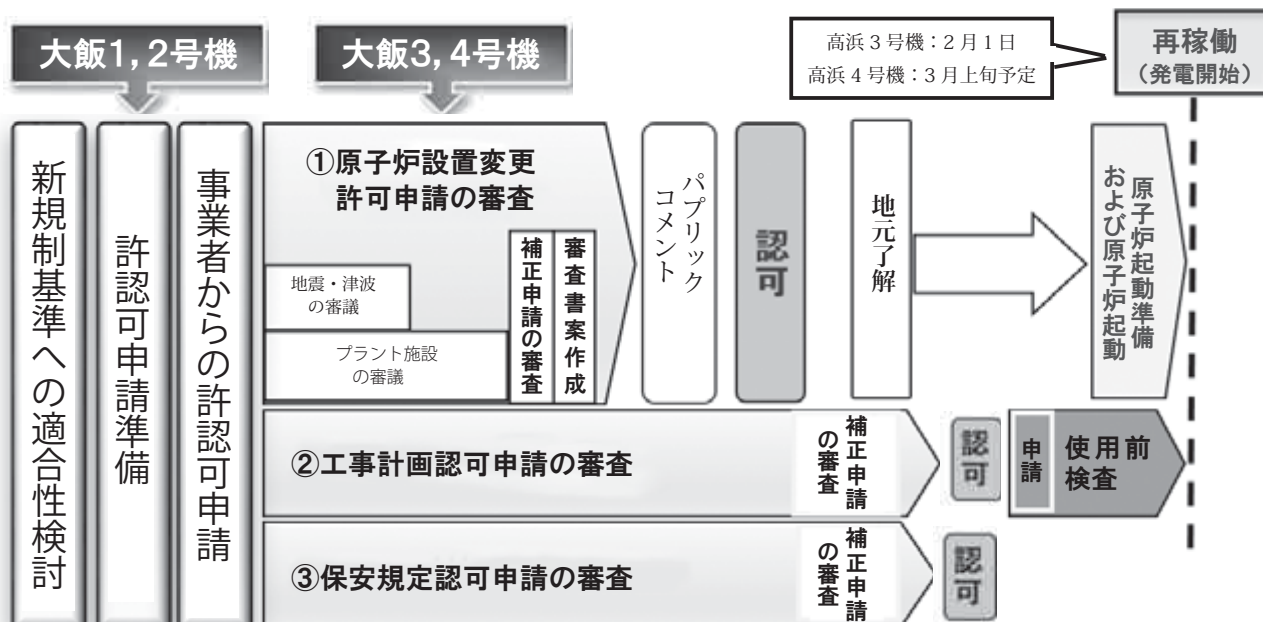 大飯1,2号機
大飯3,4号機
高浜3号機：2月1日
高浜4号機：3月上旬予定
再稼働
（発電開始）
新規制基準への適合性検討
許認可申請準備
事業者からの許認可申請
①原子炉設置変更
許可申請の審査
地震・津波
の審議
プラント施設
の審議
補正申請の審査
審査書案作成
パブリック
コメント
認可
地元了解
原子炉起動準備
および原子炉起動
②工事計画認可申請の審査
補正申請
の審査
認可
申請
使用前
検査
③保安規定認可申請の審査
補正申請
の審査
認可